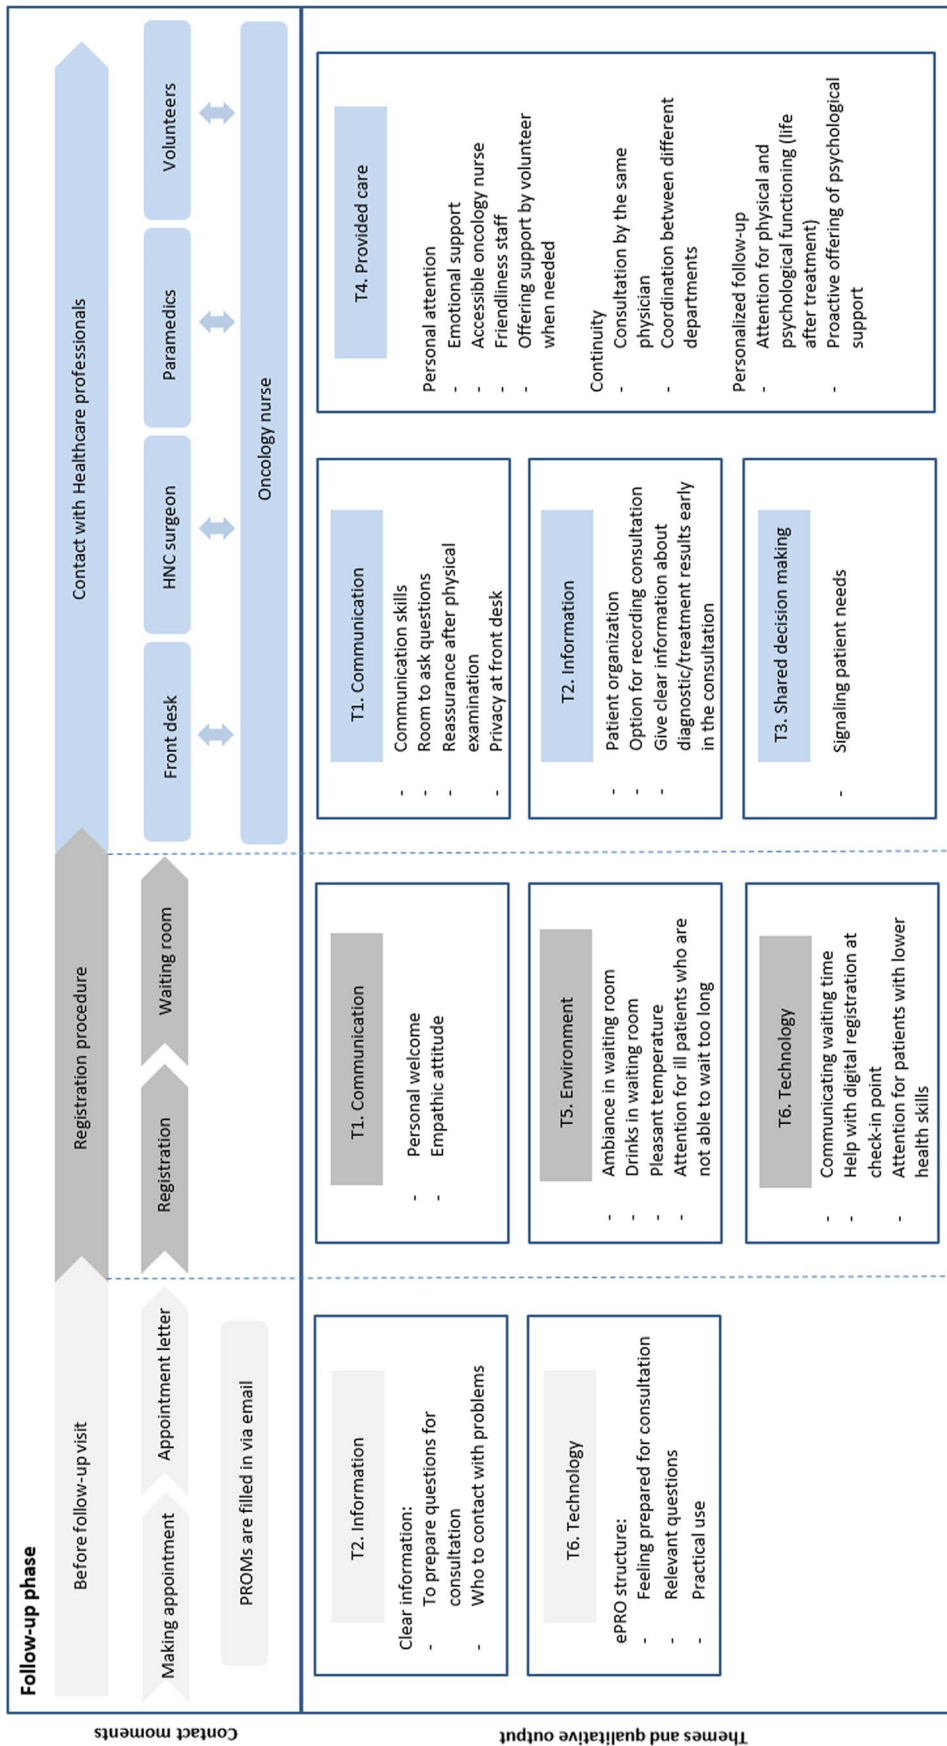 Follow-up phase
Contact moments
Before follow-up visit
Registration procedure
Contact with Healthcare professionals
Making appointment
Appointment letter
Registration
Waiting room
Front desk
HNC surgeon
Paramedics
Volunteers
PROMs are filled in via email
Oncology nurse
Themes and qualitative output
T2. Information
Clear information:
- To prepare questions for
consultation
- Who to contact with problems
T6. Technology
ePRO structure:
- Feeling prepared for consultation
- Relevant questions
- Practical use
T1. Communication
- Personal welcome
- Empathic attitude
T5. Environment
- Ambiance in waiting room
- Drinks in waiting room
- Pleasant temperature
- Attention for ill patients who are
not able to wait too long
T6. Technology
- Communicating waiting time
- Help with digital registration at
check-in point
- Attention for patients with lower
health skills
T1. Communication
- Communication skills
- Room to ask questions
- Reassurance after physical
examination
- Privacy at front desk
T2. Information
- Patient organization
- Option for recording consultation
- Give clear information about
diagnostic/treatment results early
in the consultation
T3. Shared decision making
- Signaling patient needs
T4. Provided care
Personal attention
- Emotional support
- Accessible oncology nurse
- Friendliness staff
- Offering support by volunteer
when needed
Continuity
- Consultation by the same
physician
- Coordination between different
departments
Personalized follow-up
- Attention for physical and
psychological functioning (life
after treatment)
- Proactive offering of psychological
support